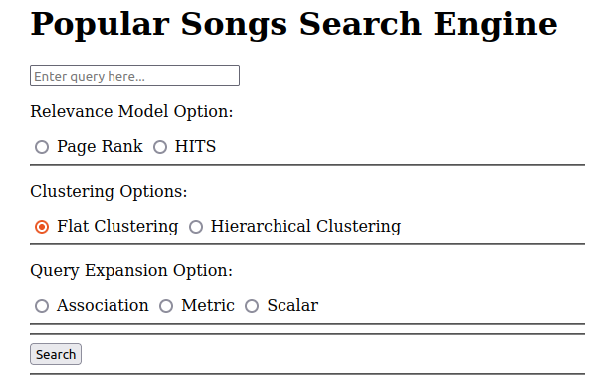 Popular Songs Search Engine
Enter query here...
Relevance Model Option:
Page Rank HITS
Clustering Options:
Flat Clustering Hierarchical Clustering
Query Expansion Option:
Association Metric Scalar
Search